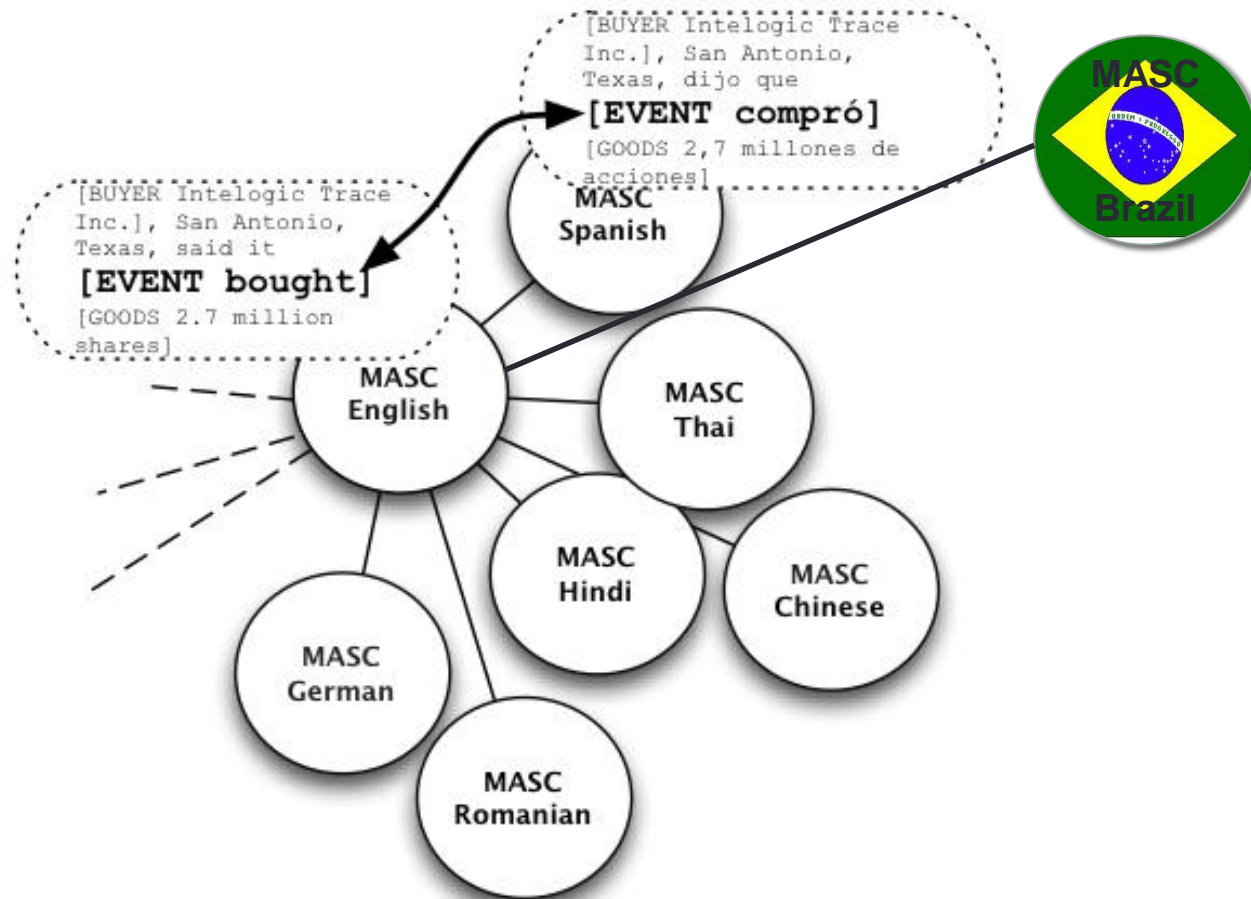 [BUYER Intelogic Trace
Inc.], San Antonio,
Texas, dijo que
[EVENT compró]
[GOODS 2,7 millones de
acciones]
MASC
Brazil
ORDEM E PROGRESSO
[BUYER Intelogic Trace
Inc.], San Antonio,
Texas, said it
[EVENT bought]
[GOODS 2.7 million
shares]
MASC
Spanish
MASC
English
MASC
Thai
MASC
Hindi
MASC
Chinese
MASC
German
MASC
Romanian